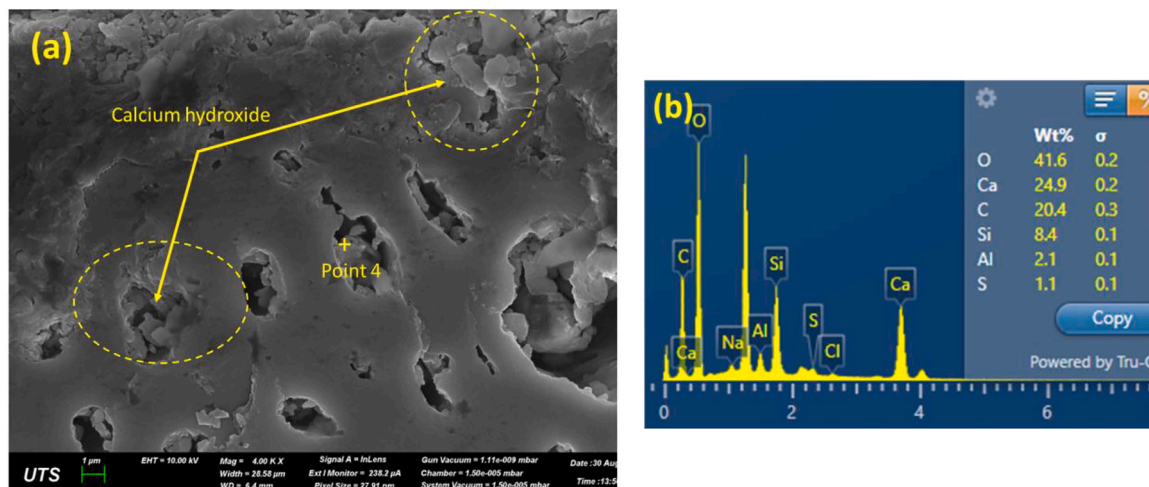 (a)
Calcium hydroxide
Point 4
1 µm
EHT = 10.00 kV
Mag = 4.00 K X
Signal A = InLens
Gun Vacuum = 1.11e-009 mbar
Date :30 Aug
UTS
Width = 28.58 µm
Ext I Monitor = 238.2 µA
Chamber = 1.50e-005 mbar
WD = 6.4 mm
Pixel Size = 27.91 nm
System Vacuum = 1.50e-005 mbar
Time :13:5
(b)
O
C
Ca
Na
Al
Si
S
Cl
Ca
0 2 4 6
%
Wt% σ
O 41.6 0.2
Ca 24.9 0.2
C 20.4 0.3
Si 8.4 0.1
Al 2.1 0.1
S 1.1 0.1
Copy
Powered by Tru-